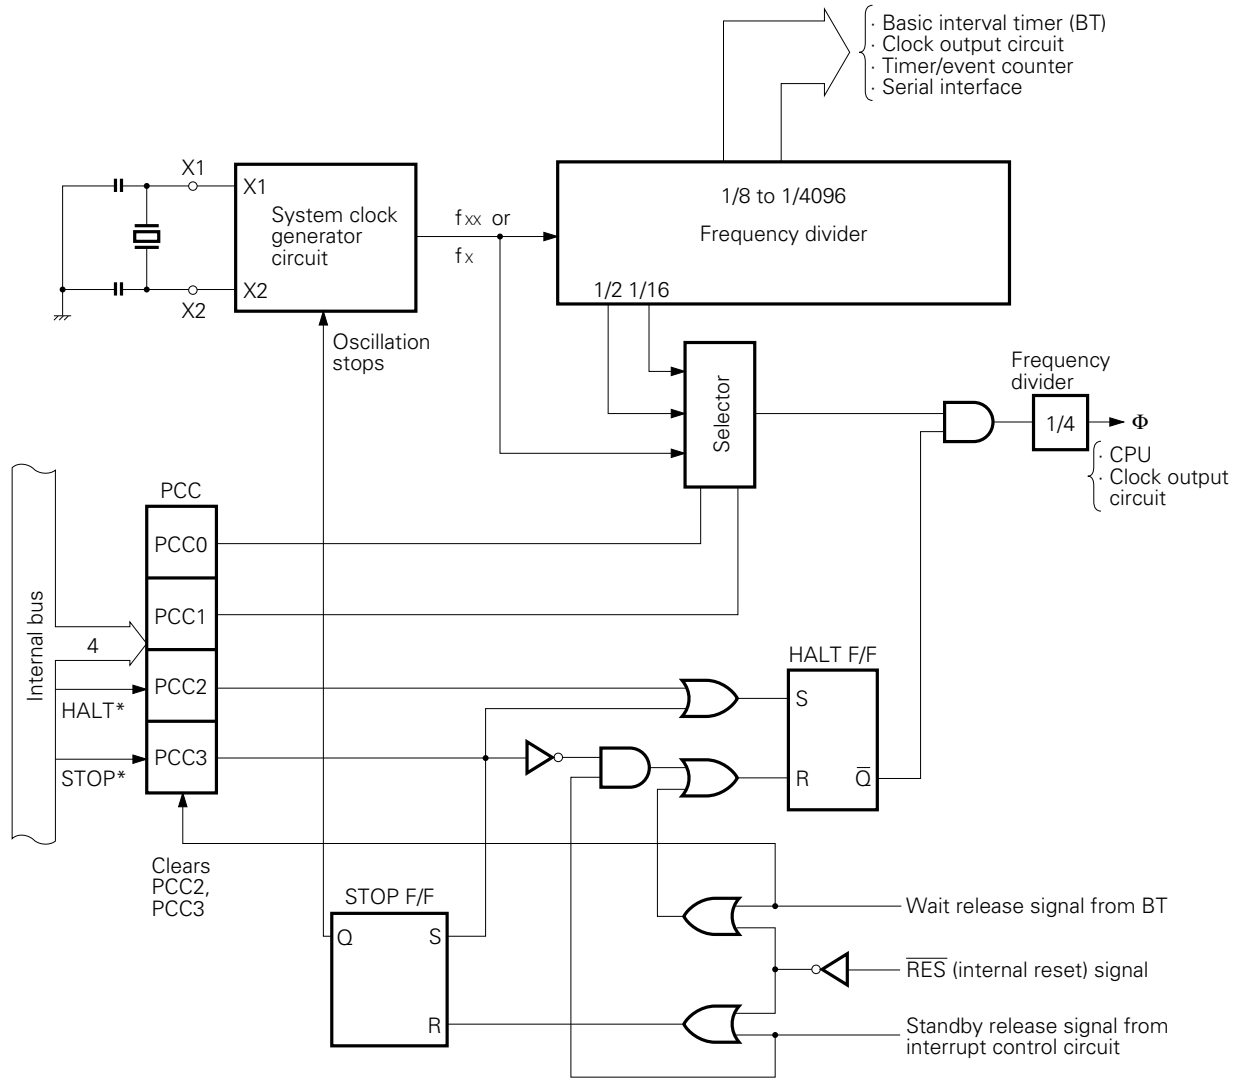 · Basic interval timer (BT)
· Clock output circuit
· Timer/event counter
· Serial interface
X1
X1
System clock
generator
circuit
X2
X2
fxx or
fx
1/8 to 1/4096
Frequency divider
1/2 1/16
Oscillation
stops
Selector
Frequency
divider
1/4
Φ
· CPU
· Clock output
circuit
Internal bus
PCC
PCC0
PCC1
4
PCC2
HALT*
PCC3
STOP*
HALT F/F
S
R
Q̅
Clears
PCC2,
PCC3
STOP F/F
Q
S
R
Wait release signal from BT
R̅E̅S̅ (internal reset) signal
Standby release signal from
interrupt control circuit